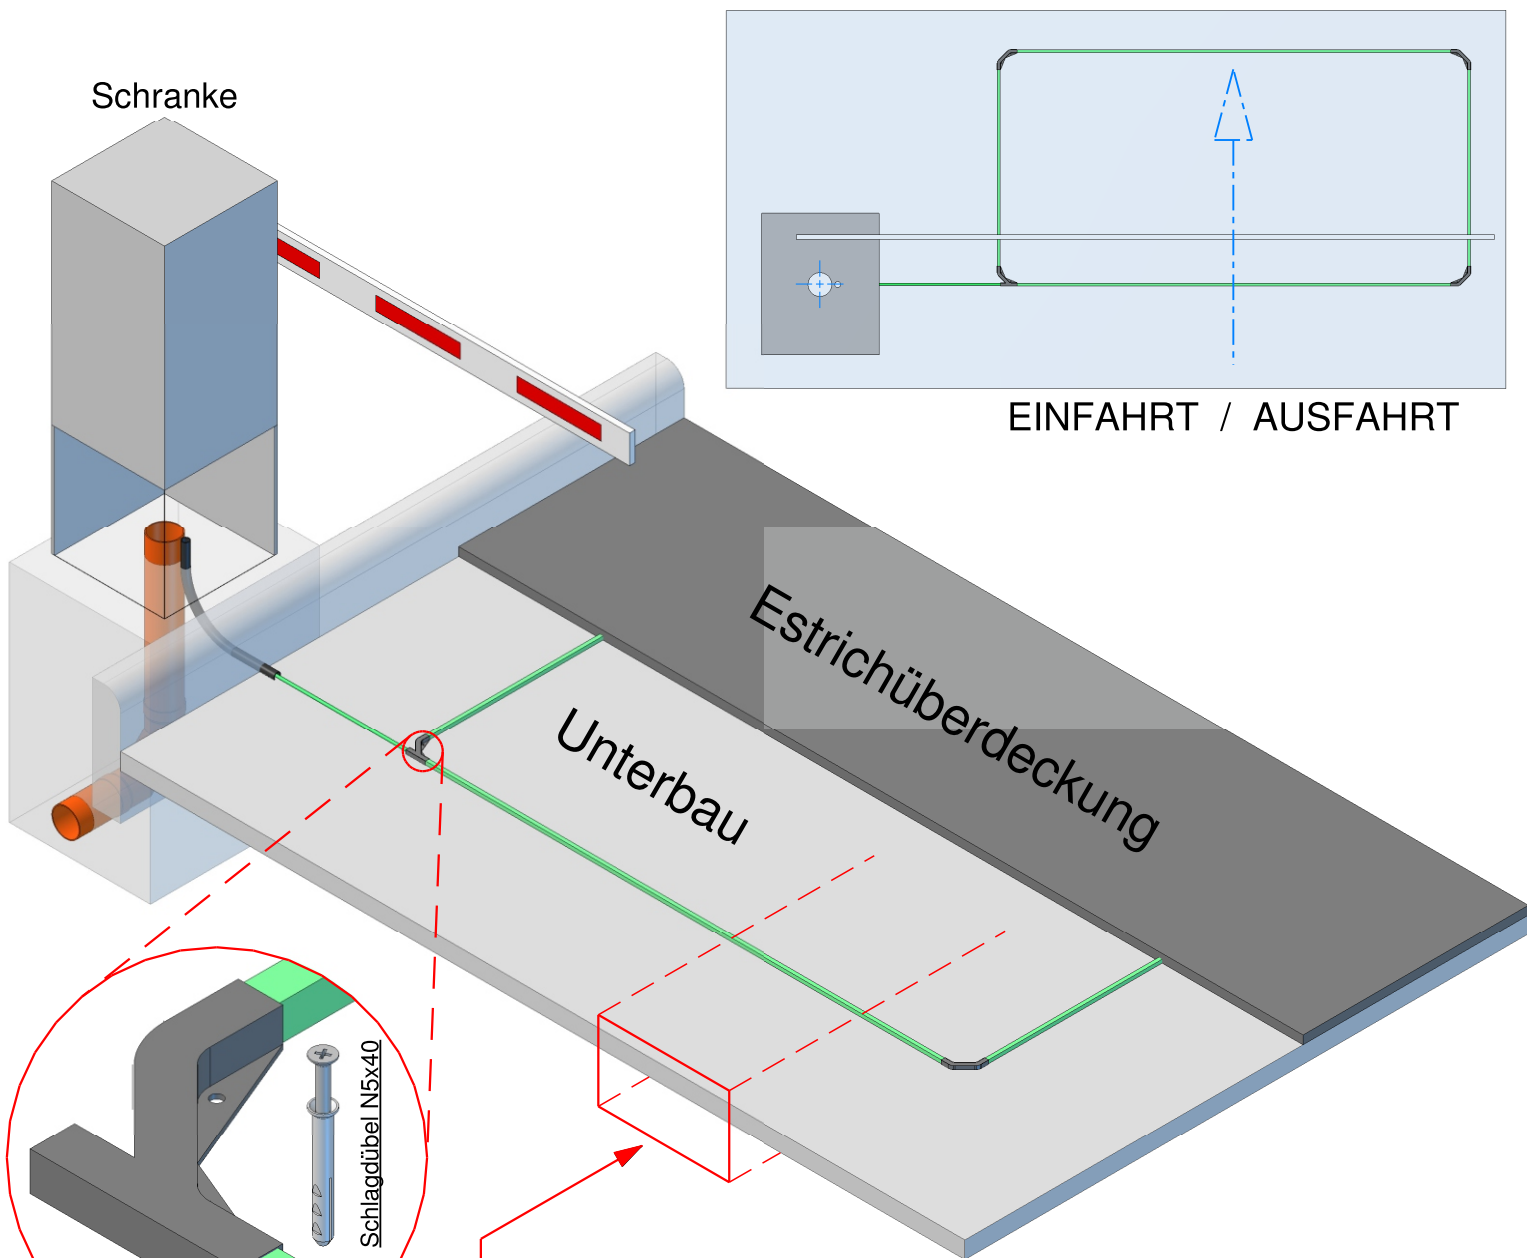 Schranke
EINFAHRT / AUSFAHRT
Estrichüberdeckung
Unterbau
Schlagdübel N5x40